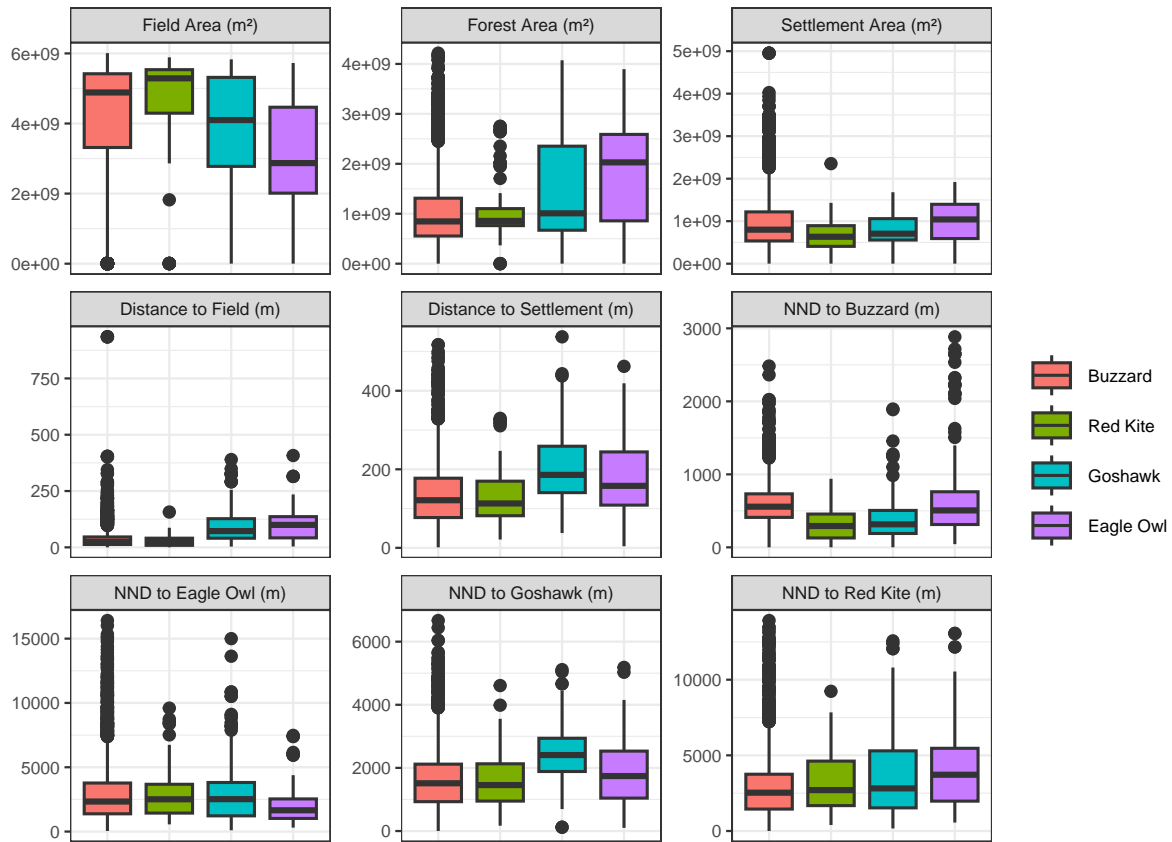 Field Area (m²)
Forest Area (m²)
Settlement Area (m²)
6e+09
4e+09
2e+09
0e+00
4e+09
3e+09
2e+09
1e+09
0e+00
5e+09
4e+09
3e+09
2e+09
1e+09
0e+00
Distance to Field (m)
Distance to Settlement (m)
NND to Buzzard (m)
750
500
250
0
400
200
0
3000
2000
1000
0
NND to Eagle Owl (m)
NND to Goshawk (m)
NND to Red Kite (m)
15000
10000
5000
0
6000
4000
2000
0
10000
5000
0
Buzzard
Red Kite
Goshawk
Eagle Owl